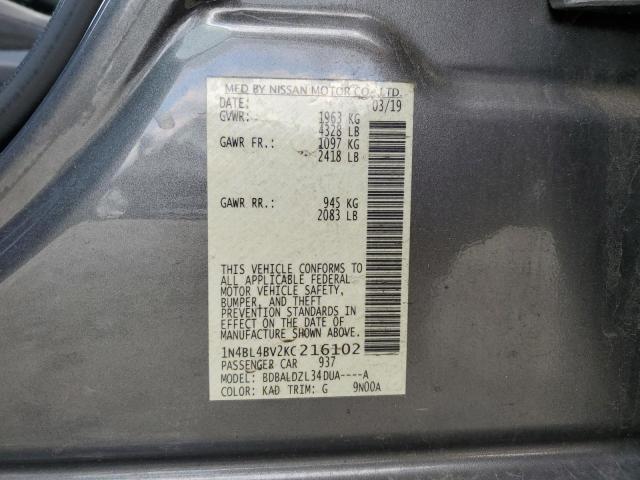 MFD BY NISSAN MOTOR CO., LTD.
DATE: 03/19
GVWR: 1963 KG
4328 LB
GAWR FR.: 1097 KG
2418 LB
GAWR RR.: 945 KG
2083 LB
THIS VEHICLE CONFORMS TO
ALL APPLICABLE FEDERAL
MOTOR VEHICLE SAFETY,
BUMPER, AND THEFT
PREVENTION STANDARDS IN
EFFECT ON THE DATE OF
MANUFACTURE SHOWN ABOVE.
1N4BL4BV2KC216102
PASSENGER CAR 937
MODEL: BDBALDZL34DUA----A
COLOR: KAD TRIM: G 9N00A